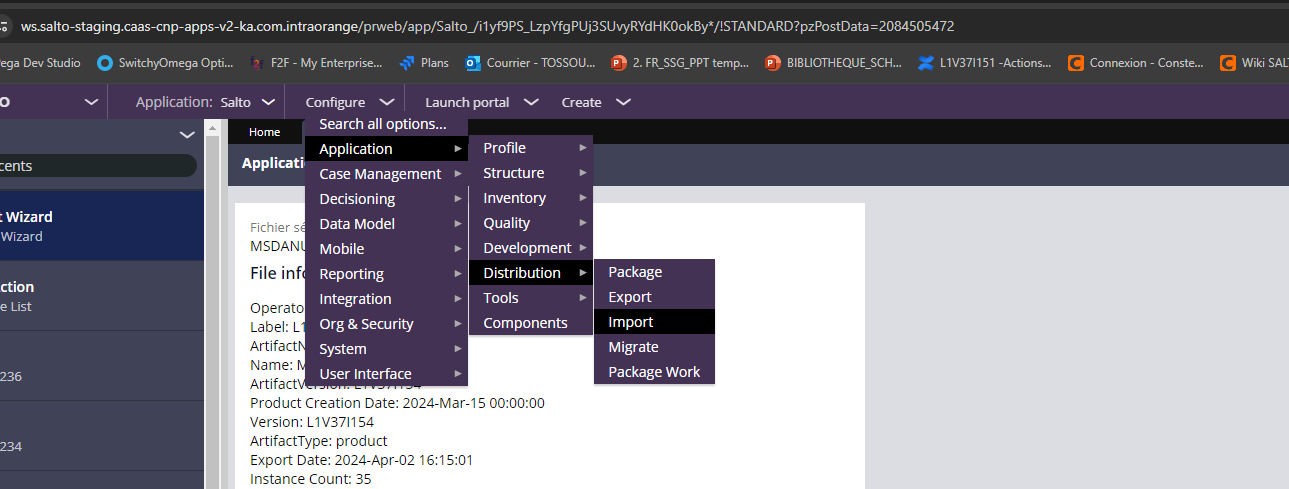 ws.salto-staging.caas-cnp-apps-v2-ka.com.intraorange/prweb/app/Salto_/i1yf9PS_LzpYfgPUj3SUvyRYdHK0okBy*/!STANDARD?pzPostData=2084505472
ega Dev Studio SwitchyOmega Opti... F2F - My Enterprise... Plans Courrier - TOSSOU... 2. FR_SSG_PPT temp... BIBLIOTHEQUE_SCH... L1V37I151 -Actions... Connexion - Conste... Wiki SAL
O Application: Salto Configure Launch portal Create
Search all options...
Home
Application
Case Management
Decisioning
Data Model
Mobile
Reporting
Integration
Org & Security
System
User Interface
Profile
Structure
Inventory
Quality
Development
Distribution
Tools
Components
Package
Export
Import
Migrate
Package Work
cents
t Wizard
Wizard
ction
e List
236
234
Applicati
Fichier sé
MSDANU
File info
Operato
Label: L1
ArtifactN
Name: M
ArtifactVersion: L1V37I154
Product Creation Date: 2024-Mar-15 00:00:00
Version: L1V37I154
ArtifactType: product
Export Date: 2024-Apr-02 16:15:01
Instance Count: 35